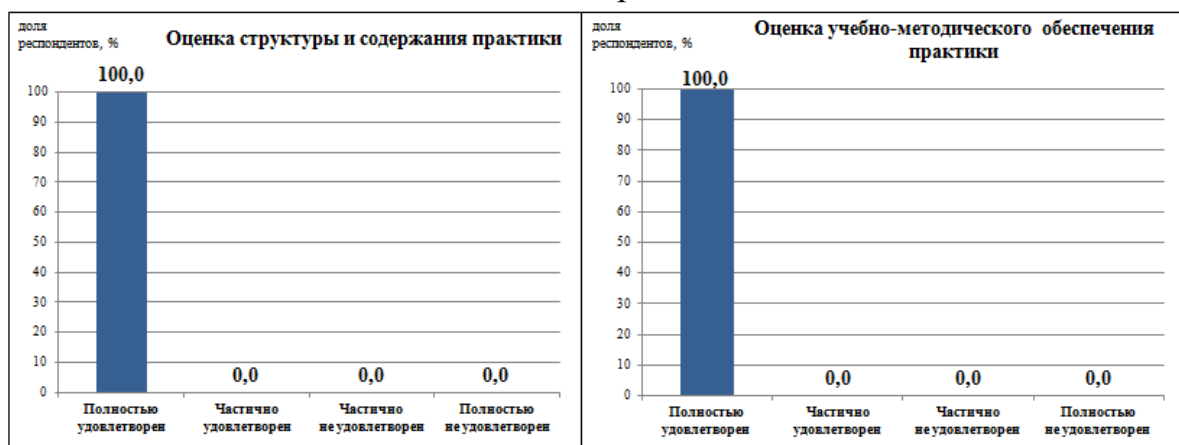 доля
респондентов, %
Оценка структуры и содержания практики
100,0
100
90
80
70
60
50
40
30
20
10
0
0,0 0,0 0,0
Полностью удовлетворен
Частично удовлетворен
Частично не удовлетворен
Полностью не удовлетворен
доля
респондентов, %
Оценка учебно-методического обеспечения
практики
100,0
100
90
80
70
60
50
40
30
20
10
0
0,0 0,0 0,0
Полностью удовлетворен
Частично удовлетворен
Частично не удовлетворен
Полностью не удовлетворен